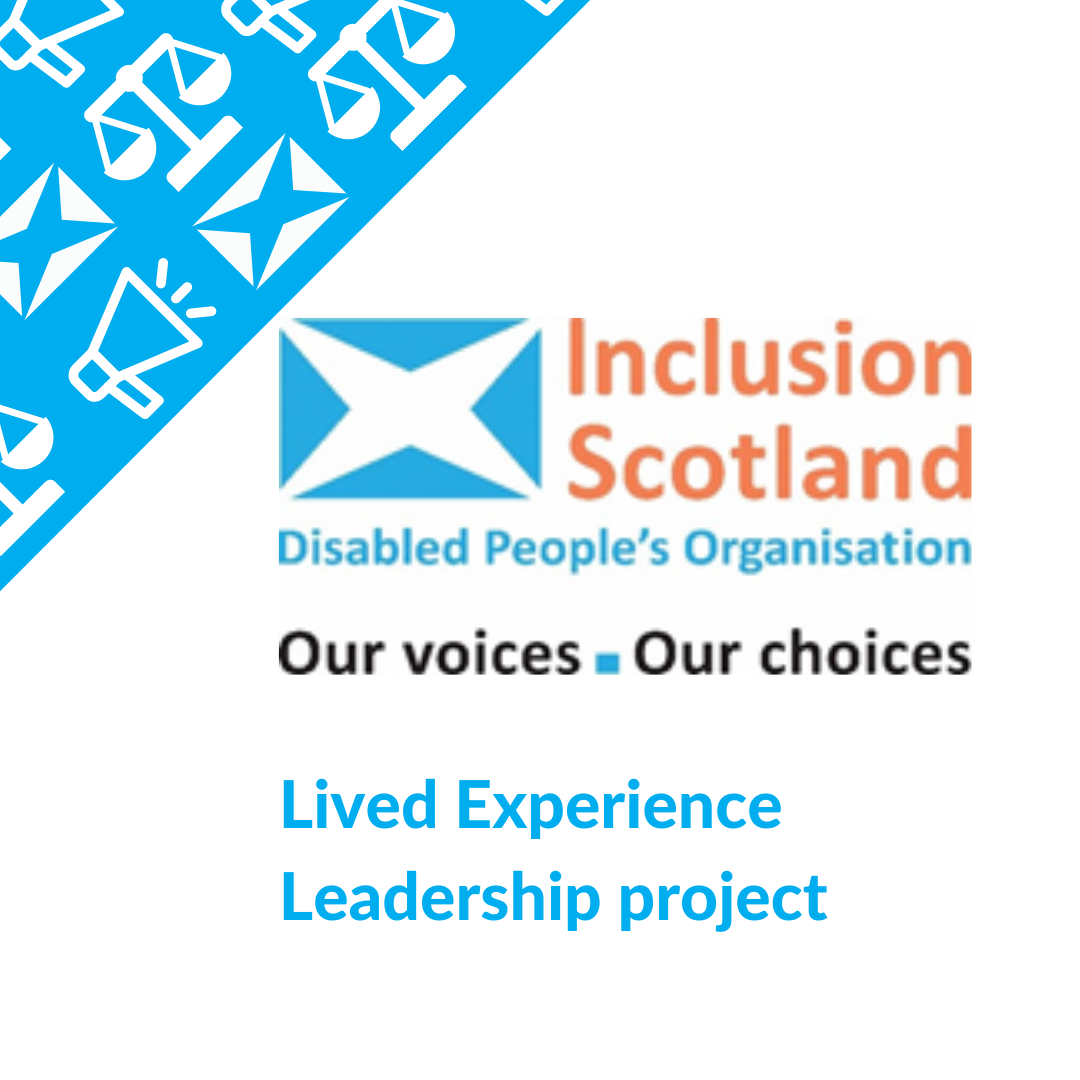 Inclusion
Scotland
Disabled People’s Organisation
Our voices ▪ Our choices
Lived Experience
Leadership project